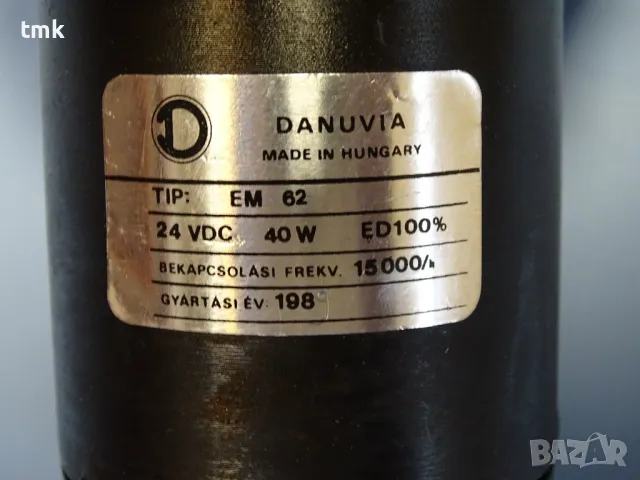 tmk
D
DANUVIA
MADE IN HUNGARY
TIP: EM 62
24 VDC 40 W ED100%
BEKAPCSOLÁSI FREKV. 15000/h
GYÁRTÁSI ÉV: 198
BAZAR